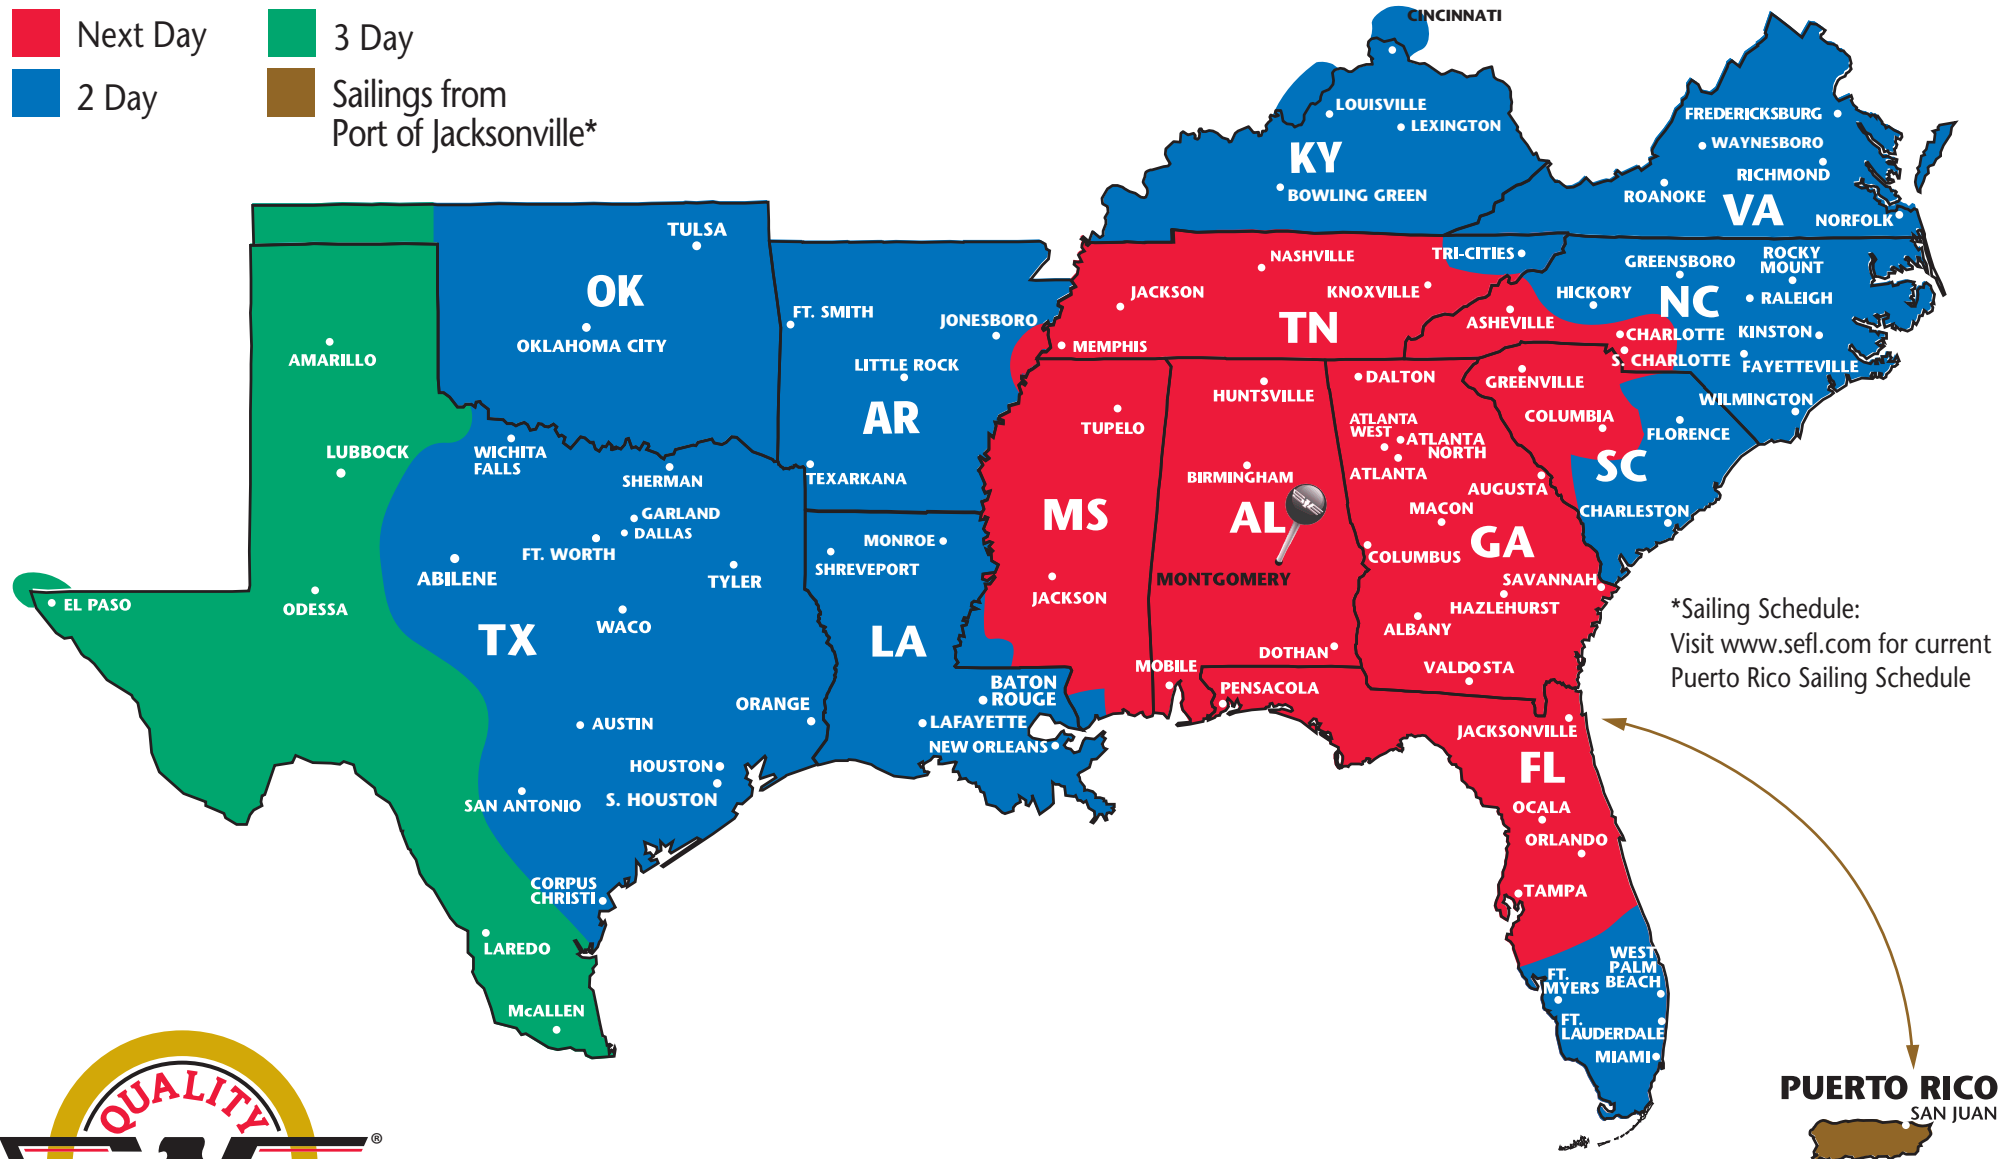 Next Day
3 Day
2 Day
Sailings from
Port of Jacksonville*
CINCINNATI
LOUISVILLE
LEXINGTON
KY
BOWLING GREEN
FREDERICKSBURG
WAYNESBORO
RICHMOND
ROANOKE
VA
NORFOLK
TULSA
OK
OKLAHOMA CITY
FT. SMITH
JONESBORO
LITTLE ROCK
AR
TEXARKANA
NASHVILLE
JACKSON
KNOXVILLE
TN
MEMPHIS
TRI-CITIES
GREENSBORO
ROCKY
MOUNT
HICKORY
NC
RALEIGH
ASHEVILLE
CHARLOTTE
KINSTON
S. CHARLOTTE
FAYETTEVILLE
WILMINGTON
AMARILLO
LUBBOCK
WICHITA
FALLS
SHERMAN
GARLAND
DALLAS
FT. WORTH
ABILENE
TYLER
EL PASO
ODESSA
WACO
TX
AUSTIN
ORANGE
HOUSTON
S. HOUSTON
SAN ANTONIO
CORPUS
CHRISTI
LAREDO
McALLEN
MONROE
SHREVEPORT
LA
BATON
ROUGE
LAFAYETTE
NEW ORLEANS
TUPELO
MS
JACKSON
HUNTSVILLE
BIRMINGHAM
AL
MONTGOMERY
DOTHAN
MOBILE
DALTON
ATLANTA
WEST
ATLANTA
NORTH
ATLANTA
AUGUSTA
MACON
GA
COLUMBUS
SAVANNAH
HAZLEHURST
ALBANY
VALDOSTA
GREENVILLE
COLUMBIA
FLORENCE
SC
CHARLESTON
PENSACOLA
JACKSONVILLE
FL
OCALA
ORLANDO
TAMPA
WEST
PALM
BEACH
FT.
MYERS
FT.
LAUDERDALE
MIAMI
*Sailing Schedule:
Visit www.sefl.com for current
Puerto Rico Sailing Schedule
PUERTO RICO
SAN JUAN
QUALITY
®